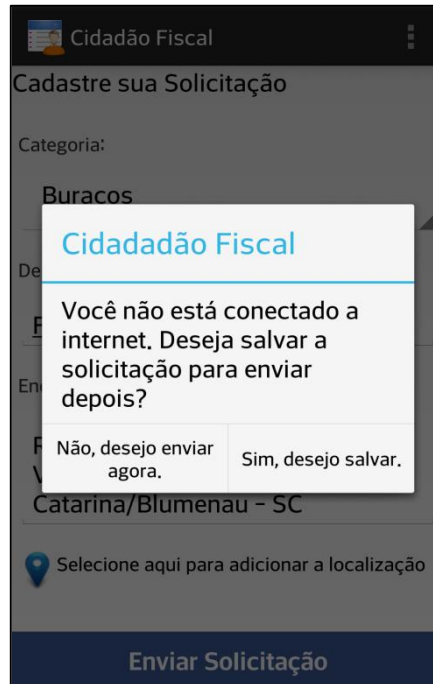 Cidadão Fiscal
Cadastre sua Solicitação
Categoria:
Buracos
Cidadadão Fiscal
Você não está conectado a
internet. Deseja salvar a
solicitação para enviar
depois?
Não, desejo enviar
agora.
Sim, desejo salvar.
Catarina/Blumenau - SC
Selecione aqui para adicionar a localização
Enviar Solicitação